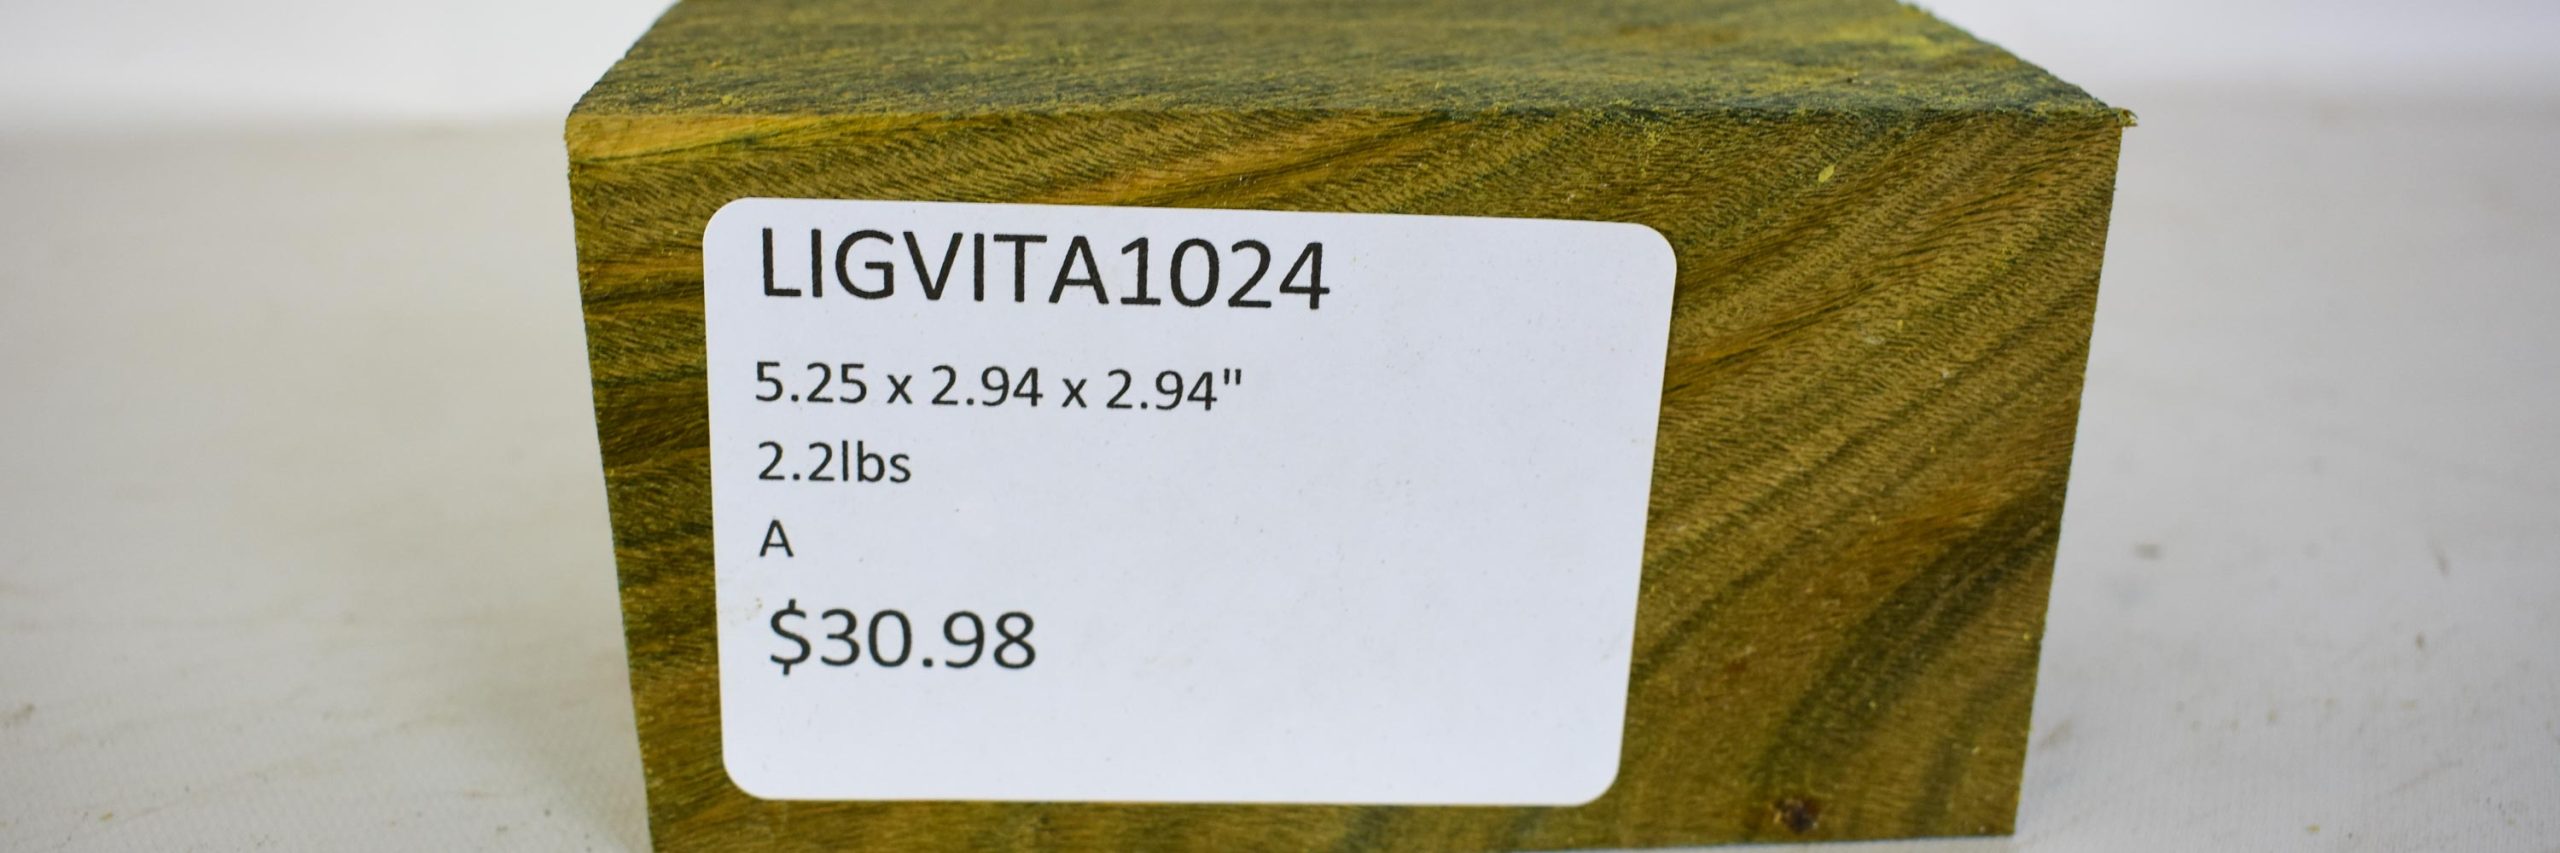 LIGVITA1024
5.25 x 2.94 x 2.94"
2.2lbs
A
$30.98